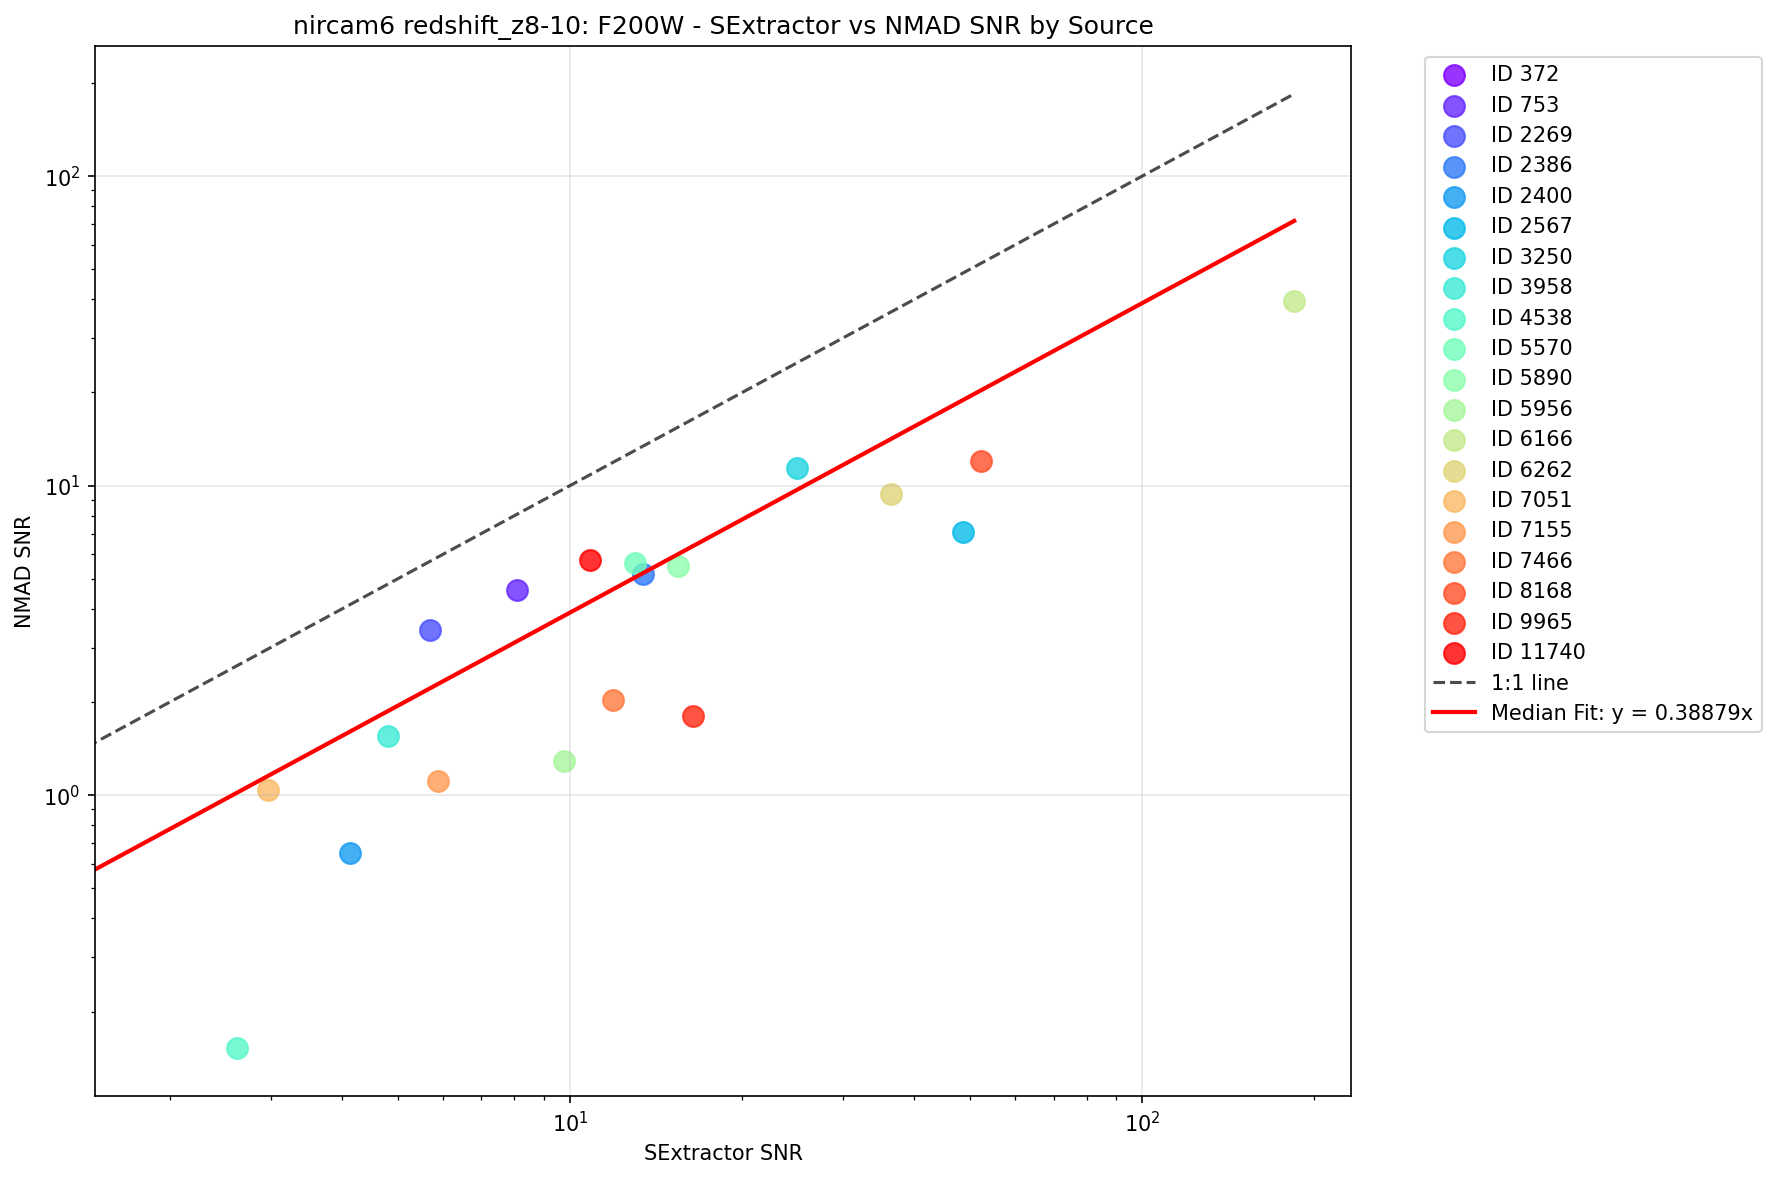 nircam6 redshift_z8-10: F200W - SExtractor vs NMAD SNR by Source
NMAD SNR
10²
10¹
10⁰
10¹
10²
SExtractor SNR
ID 372
ID 753
ID 2269
ID 2386
ID 2400
ID 2567
ID 3250
ID 3958
ID 4538
ID 5570
ID 5890
ID 5956
ID 6166
ID 6262
ID 7051
ID 7155
ID 7466
ID 8168
ID 9965
ID 11740
1:1 line
Median Fit: y = 0.38879x